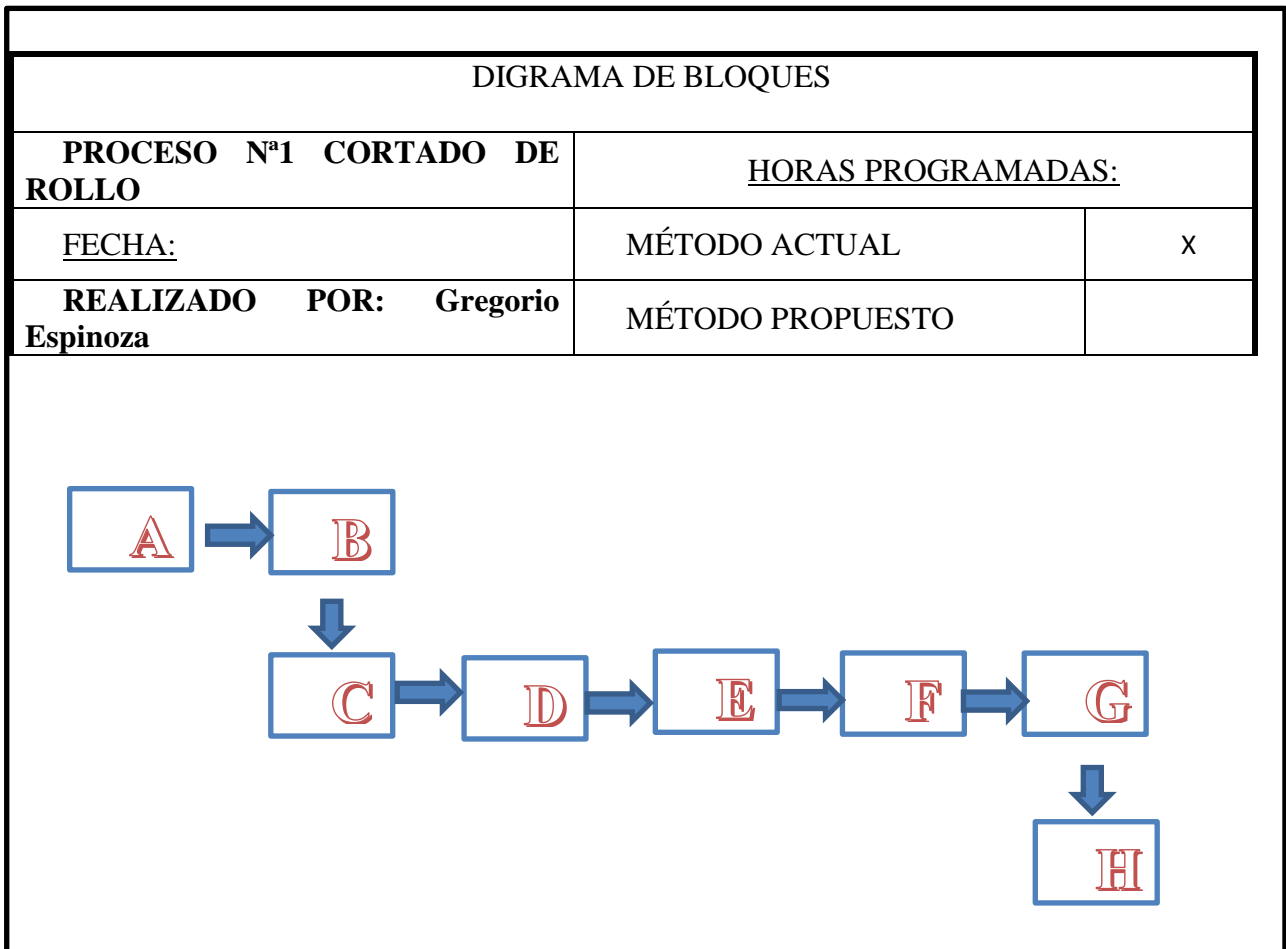 DIGRAMA DE BLOQUES
PROCESO Nª1 CORTADO DE
ROLLO
HORAS PROGRAMADAS:
FECHA:
MÉTODO ACTUAL
X
REALIZADO POR: Gregorio
Espinoza
MÉTODO PROPUESTO
A
B
C
D
E
F
G
H